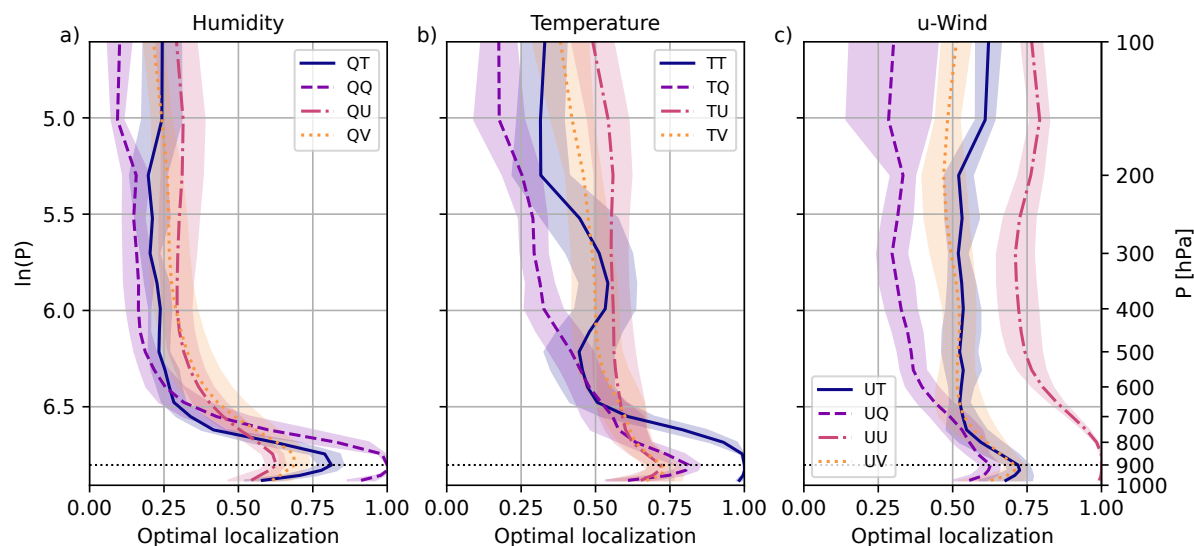 Humidity
Temperature
u-Wind
a)
b)
c)
QT
QQ
QU
QV
TT
TQ
TU
TV
UT
UQ
UU
UV
5.0
5.5
6.0
6.5
ln(P)
100
200
300
400
500
600
700
800
900
1000
P [hPa]
0.00 0.25 0.50 0.75 1.00
0.00 0.25 0.50 0.75 1.00
0.00 0.25 0.50 0.75 1.00
Optimal localization
Optimal localization
Optimal localization